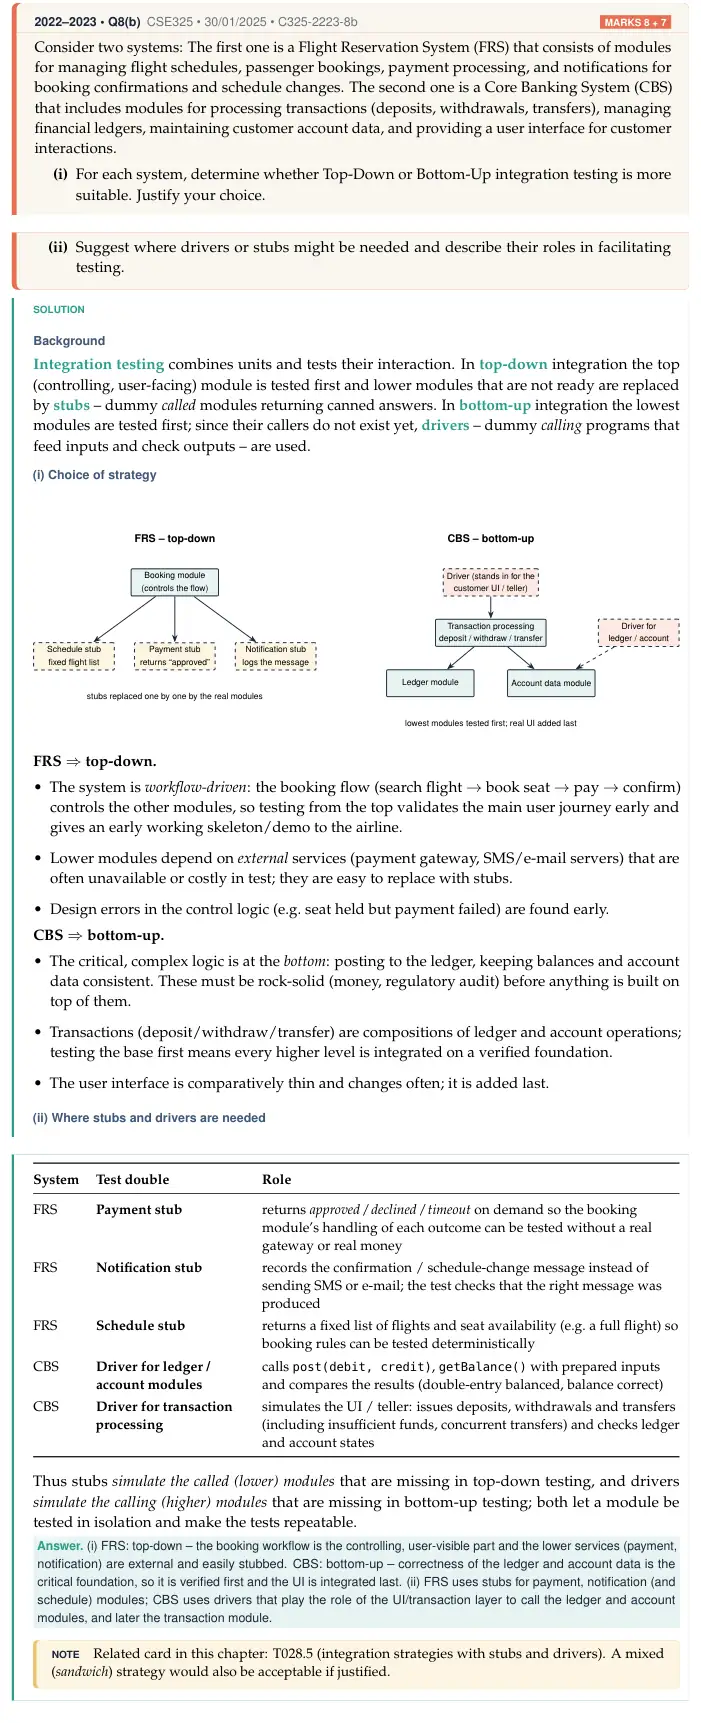 2022–2023 • Q8(b) CSE325 • 30/01/2025 • C325-2223-8b MARKS 8 + 7
Consider two systems: The first one is a Flight Reservation System (FRS) that consists of modules
for managing flight schedules, passenger bookings, payment processing, and notifications for
booking confirmations and schedule changes. The second one is a Core Banking System (CBS)
that includes modules for processing transactions (deposits, withdrawals, transfers), managing
financial ledgers, maintaining customer account data, and providing a user interface for customer
interactions.
(i) For each system, determine whether Top-Down or Bottom-Up integration testing is more
suitable. Justify your choice.
(ii) Suggest where drivers or stubs might be needed and describe their roles in facilitating
testing.
SOLUTION
Background
Integration testing combines units and tests their interaction. In top-down integration the top
(controlling, user-facing) module is tested first and lower modules that are not ready are replaced
by stubs – dummy called modules returning canned answers. In bottom-up integration the lowest
modules are tested first; since their callers do not exist yet, drivers – dummy calling programs that
feed inputs and check outputs – are used.
(i) Choice of strategy
FRS – top-down
Booking module
(controls the flow)
Schedule stub
fixed flight list
Payment stub
returns “approved”
Notification stub
logs the message
stubs replaced one by one by the real modules
CBS – bottom-up
Driver (stands in for the
customer UI / teller)
Transaction processing
deposit / withdraw / transfer
Driver for
ledger / account
Ledger module
Account data module
lowest modules tested first; real UI added last
FRS ⇒ top-down.
• The system is workflow-driven: the booking flow (search flight → book seat → pay → confirm)
controls the other modules, so testing from the top validates the main user journey early and
gives an early working skeleton/demo to the airline.
• Lower modules depend on external services (payment gateway, SMS/e-mail servers) that are
often unavailable or costly in test; they are easy to replace with stubs.
• Design errors in the control logic (e.g. seat held but payment failed) are found early.
CBS ⇒ bottom-up.
• The critical, complex logic is at the bottom: posting to the ledger, keeping balances and account
data consistent. These must be rock-solid (money, regulatory audit) before anything is built on
top of them.
• Transactions (deposit/withdraw/transfer) are compositions of ledger and account operations;
testing the base first means every higher level is integrated on a verified foundation.
• The user interface is comparatively thin and changes often; it is added last.
(ii) Where stubs and drivers are needed
System Test double Role
FRS Payment stub returns approved / declined / timeout on demand so the booking
module’s handling of each outcome can be tested without a real
gateway or real money
FRS Notification stub records the confirmation / schedule-change message instead of
sending SMS or e-mail; the test checks that the right message was
produced
FRS Schedule stub returns a fixed list of flights and seat availability (e.g. a full flight) so
booking rules can be tested deterministically
CBS Driver for ledger / calls post(debit, credit), getBalance() with prepared inputs
account modules and compares the results (double-entry balanced, balance correct)
CBS Driver for transaction simulates the UI / teller: issues deposits, withdrawals and transfers
processing (including insufficient funds, concurrent transfers) and checks ledger
and account states
Thus stubs simulate the called (lower) modules that are missing in top-down testing, and drivers
simulate the calling (higher) modules that are missing in bottom-up testing; both let a module be
tested in isolation and make the tests repeatable.
Answer. (i) FRS: top-down – the booking workflow is the controlling, user-visible part and the lower services (payment,
notification) are external and easily stubbed. CBS: bottom-up – correctness of the ledger and account data is the
critical foundation, so it is verified first and the UI is integrated last. (ii) FRS uses stubs for payment, notification (and
schedule) modules; CBS uses drivers that play the role of the UI/transaction layer to call the ledger and account
modules, and later the transaction module.
NOTE Related card in this chapter: T028.5 (integration strategies with stubs and drivers). A mixed
(sandwich) strategy would also be acceptable if justified.